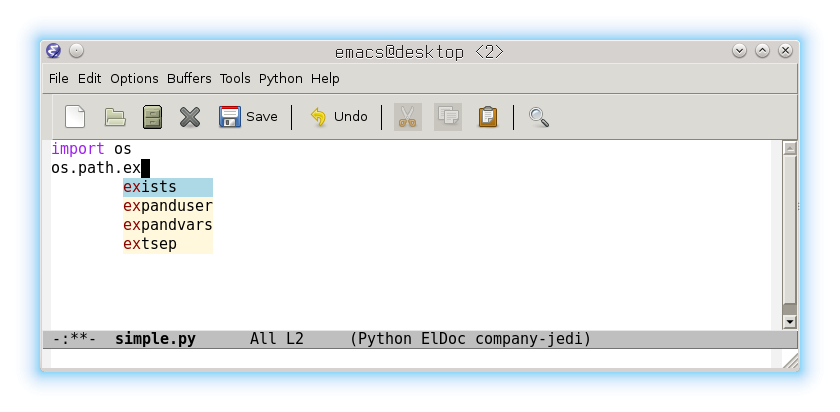 emacs@desktop <2>
File Edit Options Buffers Tools Python Help
Save Undo
import os
os.path.ex
exists
expanduser
expandvars
extsep
-:**-  simple.py      All L2     (Python ElDoc company-jedi)